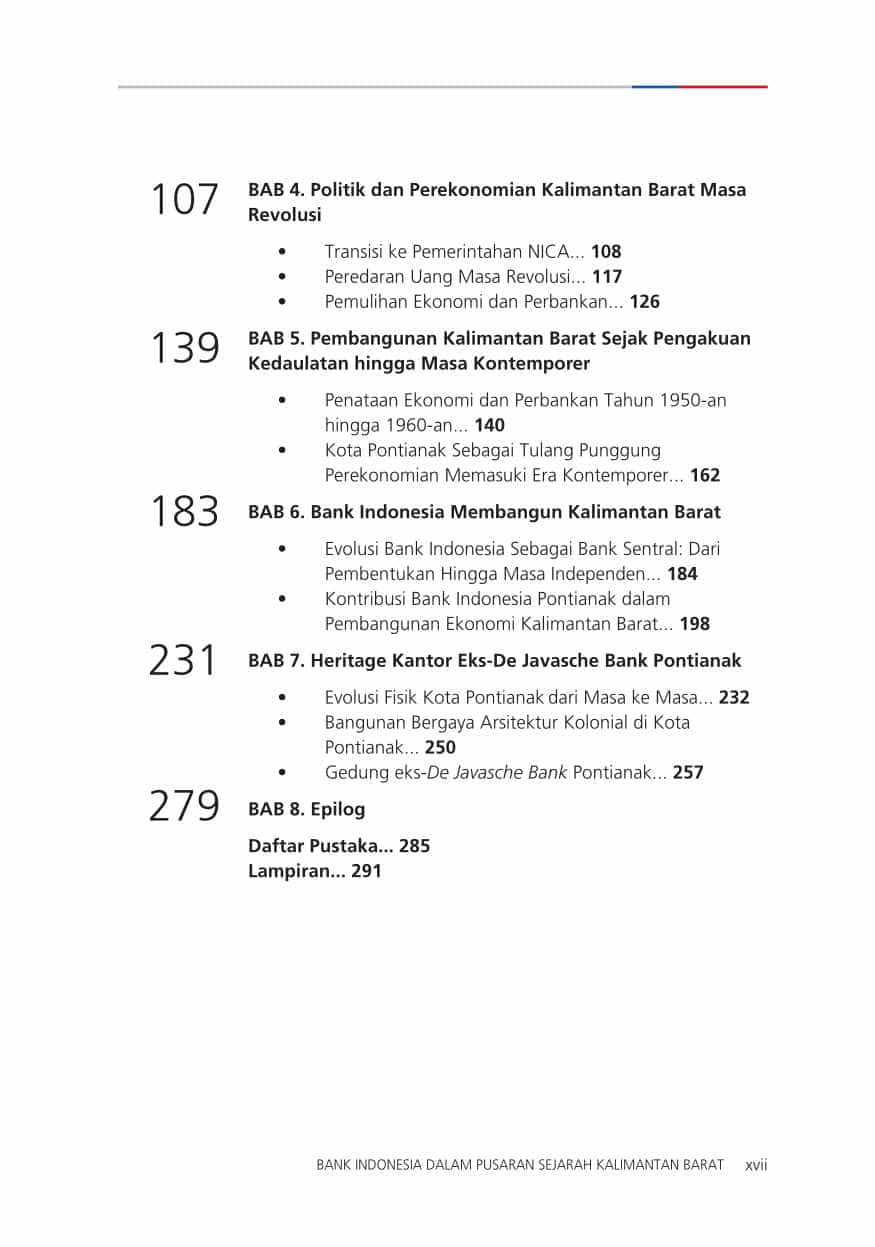 107 BAB 4. Politik dan Perekonomian Kalimantan Barat Masa
Revolusi
• Transisi ke Pemerintahan NICA... 108
• Peredaran Uang Masa Revolusi... 117
• Pemulihan Ekonomi dan Perbankan... 126
139 BAB 5. Pembangunan Kalimantan Barat Sejak Pengakuan
Kedaulatan hingga Masa Kontemporer
• Penataan Ekonomi dan Perbankan Tahun 1950-an
hingga 1960-an... 140
• Kota Pontianak Sebagai Tulang Punggung
Perekonomian Memasuki Era Kontemporer... 162
183 BAB 6. Bank Indonesia Membangun Kalimantan Barat
• Evolusi Bank Indonesia Sebagai Bank Sentral: Dari
Pembentukan Hingga Masa Independen... 184
• Kontribusi Bank Indonesia Pontianak dalam
Pembangunan Ekonomi Kalimantan Barat... 198
231 BAB 7. Heritage Kantor Eks-De Javasche Bank Pontianak
• Evolusi Fisik Kota Pontianak dari Masa ke Masa... 232
• Bangunan Bergaya Arsitektur Kolonial di Kota
Pontianak... 250
• Gedung eks-De Javasche Bank Pontianak... 257
279 BAB 8. Epilog
Daftar Pustaka... 285
Lampiran... 291
BANK INDONESIA DALAM PUSARAN SEJARAH KALIMANTAN BARAT xvii